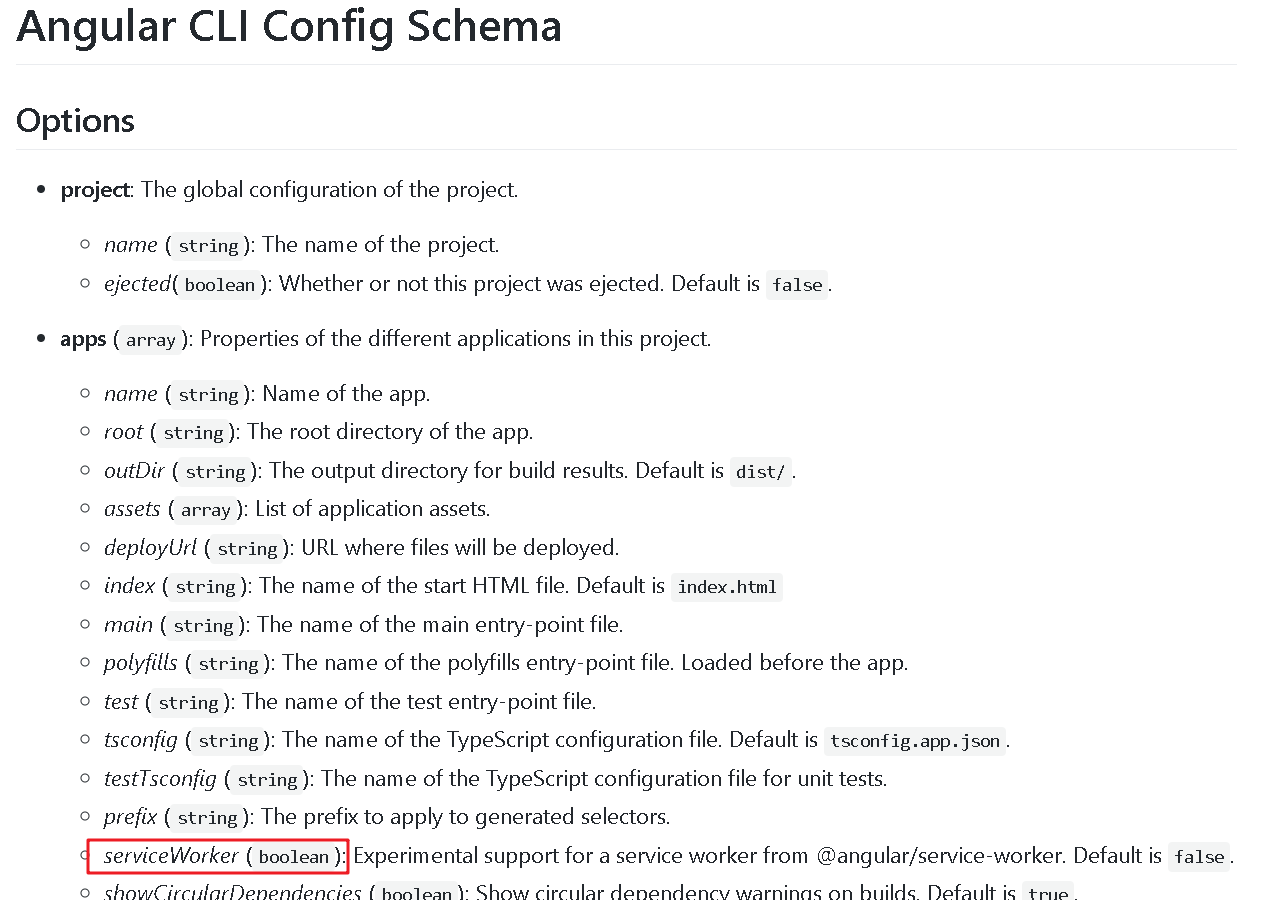 Angular CLI Config Schema
Options
project: The global configuration of the project.
name (string): The name of the project.
ejected(boolean): Whether or not this project was ejected. Default is false.
apps (array): Properties of the different applications in this project.
name (string): Name of the app.
root (string): The root directory of the app.
outDir (string): The output directory for build results. Default is dist/.
assets (array): List of application assets.
deployUrl (string): URL where files will be deployed.
index (string): The name of the start HTML file. Default is index.html
main (string): The name of the main entry-point file.
polyfills (string): The name of the polyfills entry-point file. Loaded before the app.
test (string): The name of the test entry-point file.
tsconfig (string): The name of the TypeScript configuration file. Default is tsconfig.app.json.
testTsconfig (string): The name of the TypeScript configuration file for unit tests.
prefix (string): The prefix to apply to generated selectors.
serviceWorker (boolean): Experimental support for a service worker from @angular/service-worker. Default is false.
showCircularDependencies (boolean): Show circular dependency warnings on builds. Default is true.